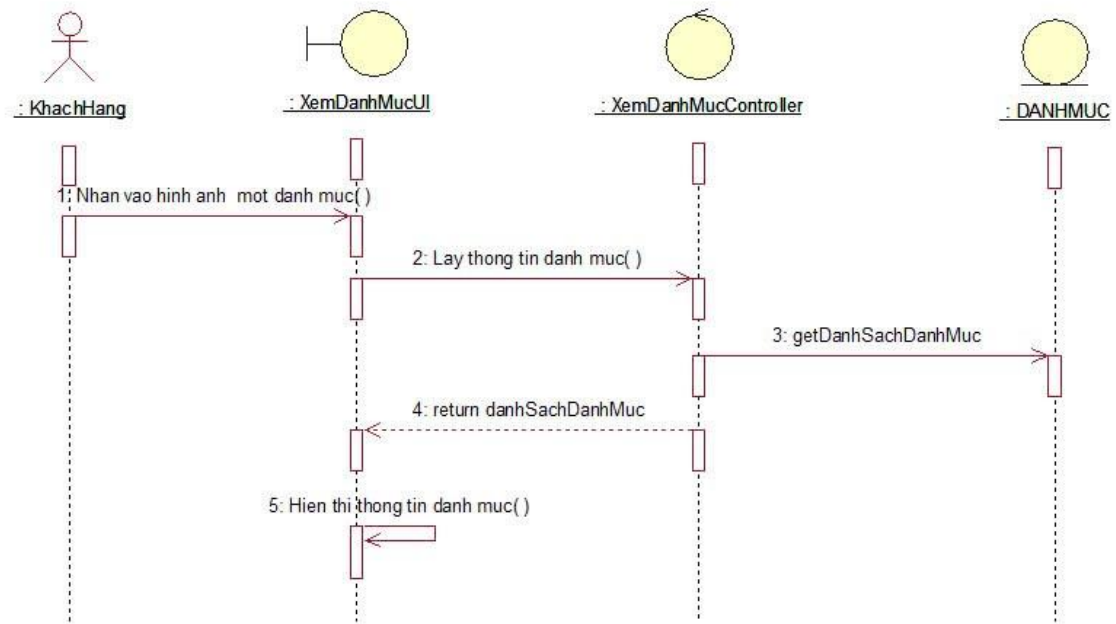 : KhachHang
: XemDanhMucUI
: XemDanhMucController
: DANHMUC
1: Nhan vao hinh anh mot danh muc( )
2: Lay thong tin danh muc( )
3: getDanhSachDanhMuc
4: return danhSachDanhMuc
5: Hien thi thong tin danh muc( )